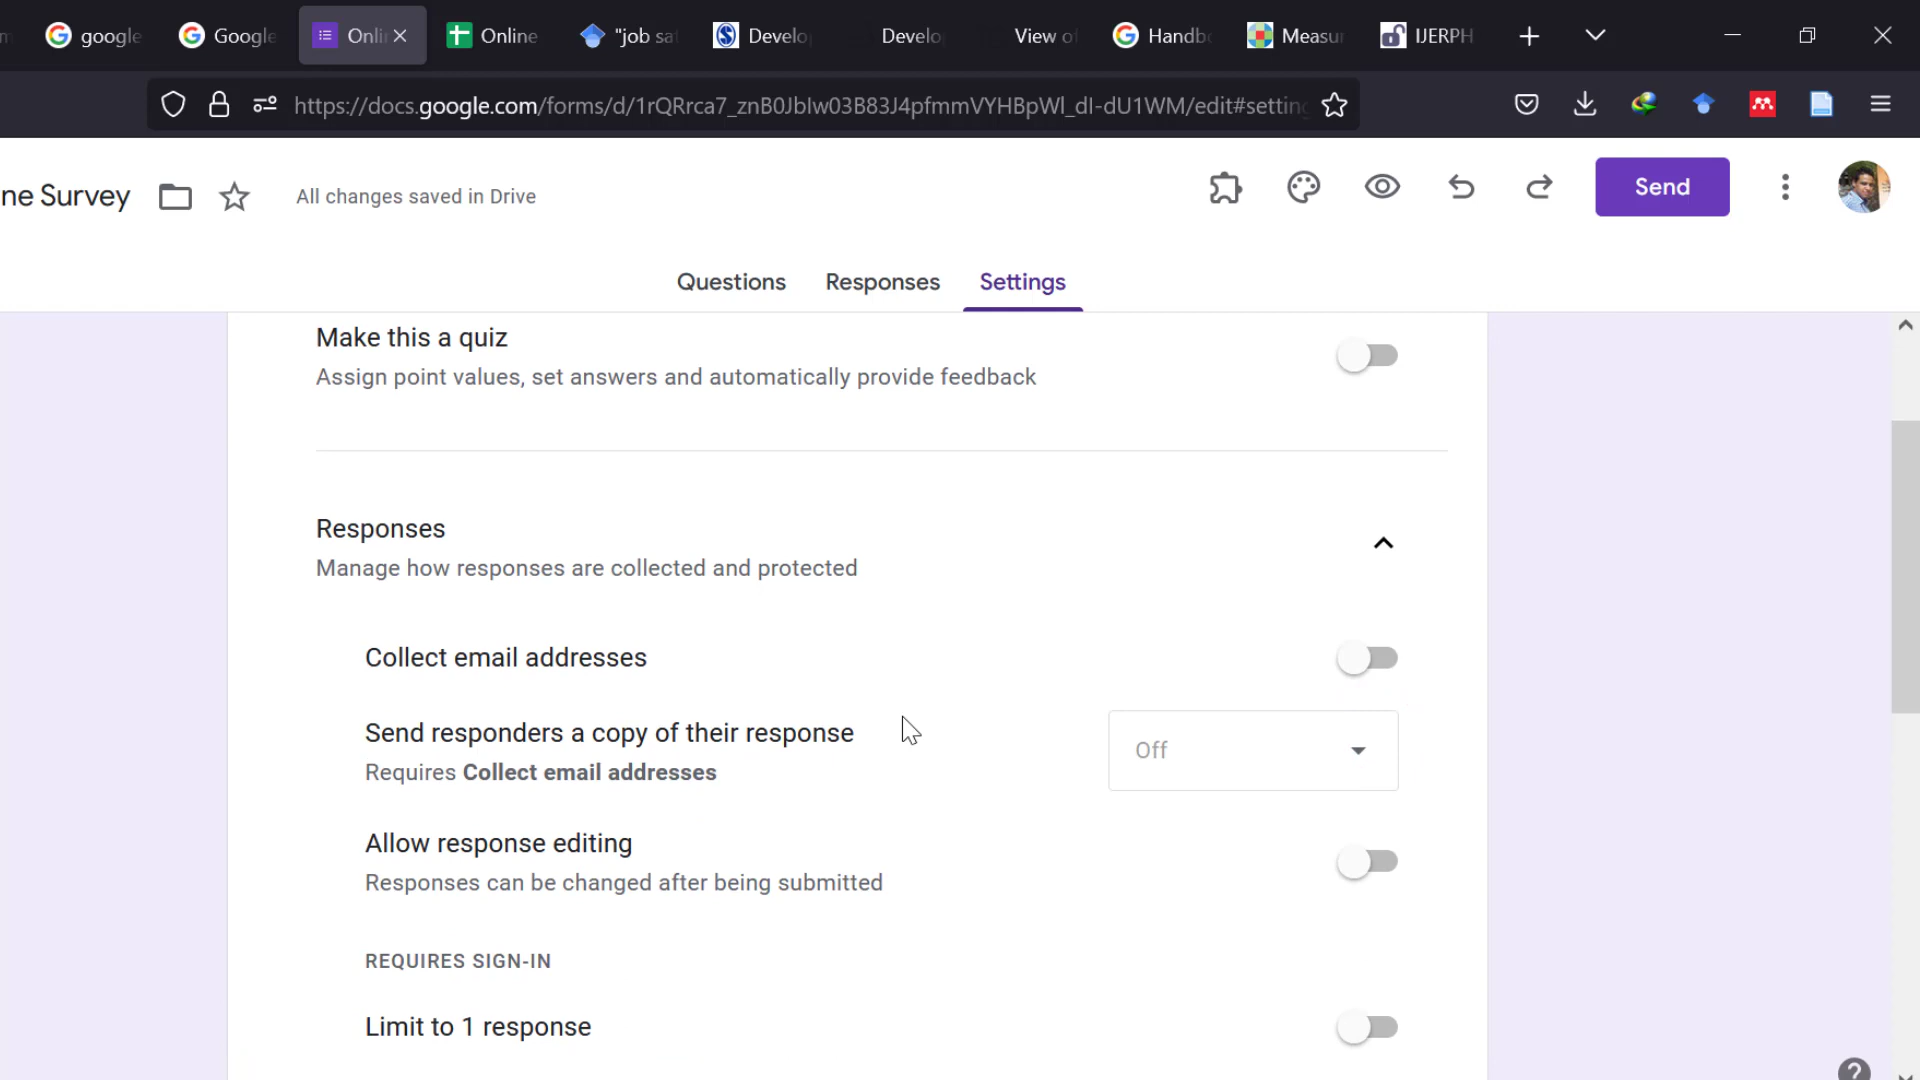 google
Google
Onli
Online
"job sa
Develo
Develo
View o
Handb
Measu
IJERPH
https://docs.google.com/forms/d/1rQRrca7_znB0JbIw03B83J4pfmmVYHBpWl_dI-dU1WM/edit#setting
ne Survey
All changes saved in Drive
Send
Questions
Responses
Settings
Make this a quiz
Assign point values, set answers and automatically provide feedback
Responses
Manage how responses are collected and protected
Collect email addresses
Send responders a copy of their response
Off
Requires Collect email addresses
Allow response editing
Responses can be changed after being submitted
REQUIRES SIGN-IN
Limit to 1 response